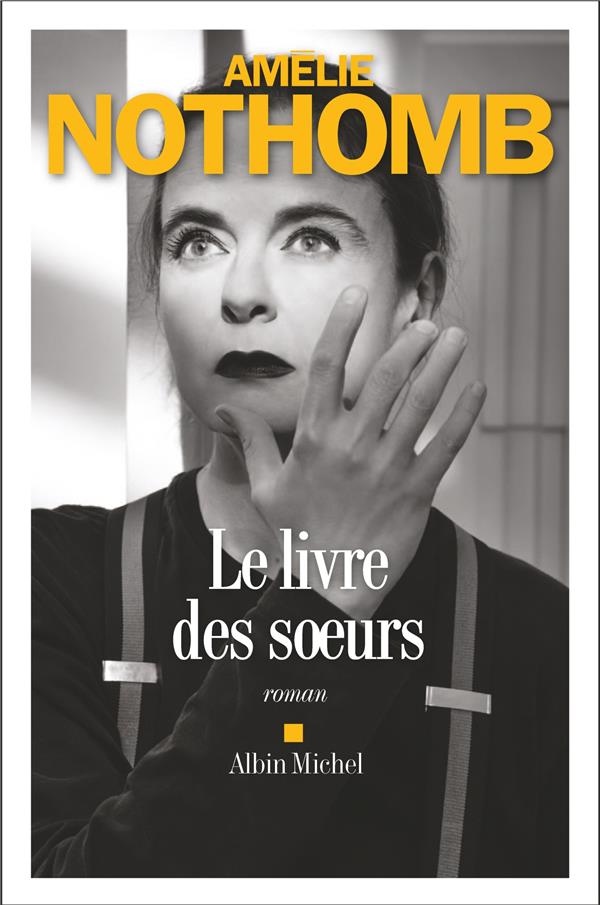 AMÉLIE
NOTHOMB
Le livre
des sœurs
roman
Albin Michel